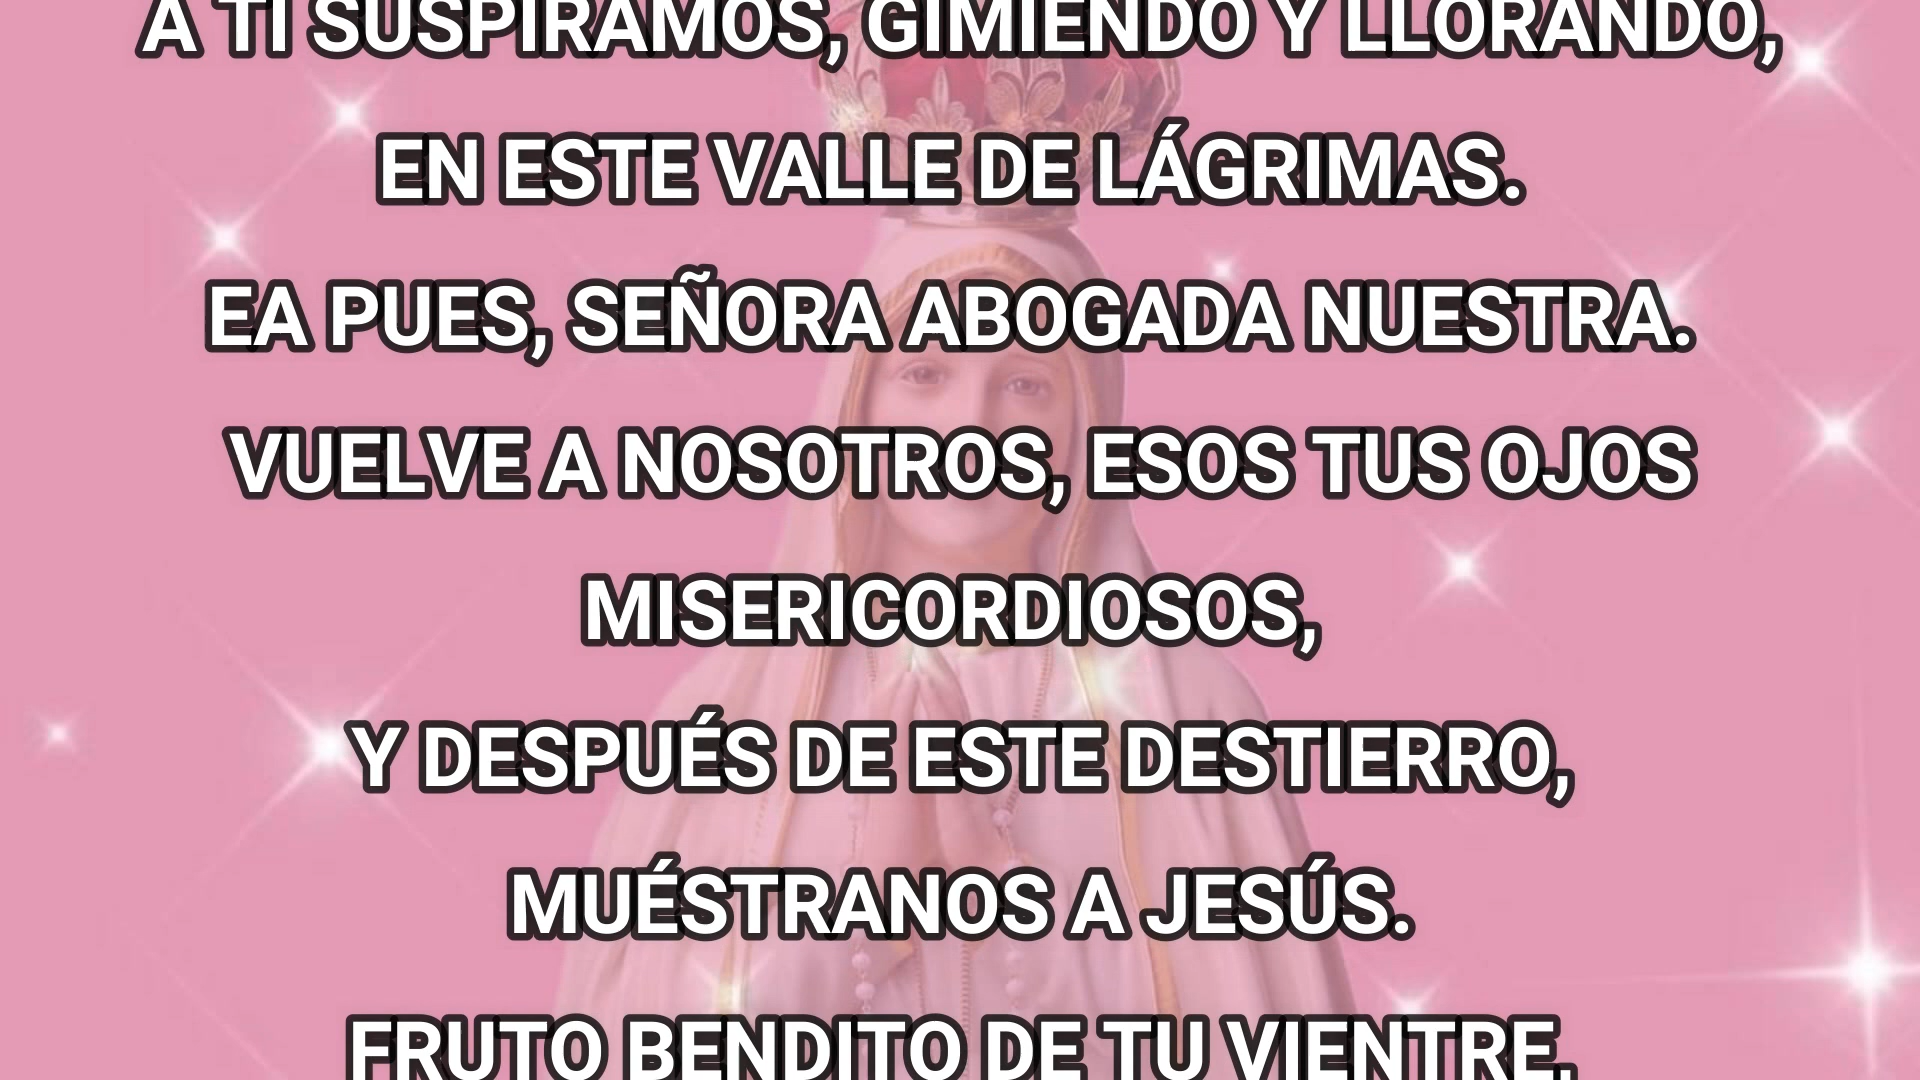 A TI SUSPIRAMOS, GIMIENDO Y LLORANDO,
EN ESTE VALLE DE LÁGRIMAS.
EA PUES, SEÑORA ABOGADA NUESTRA.
VUELVE A NOSOTROS, ESOS TUS OJOS
MISERICORDIOSOS,
Y DESPUÉS DE ESTE DESTIERRO,
MUÉSTRANOS A JESÚS.
FRUTO BENDITO DE TU VIENTRE.